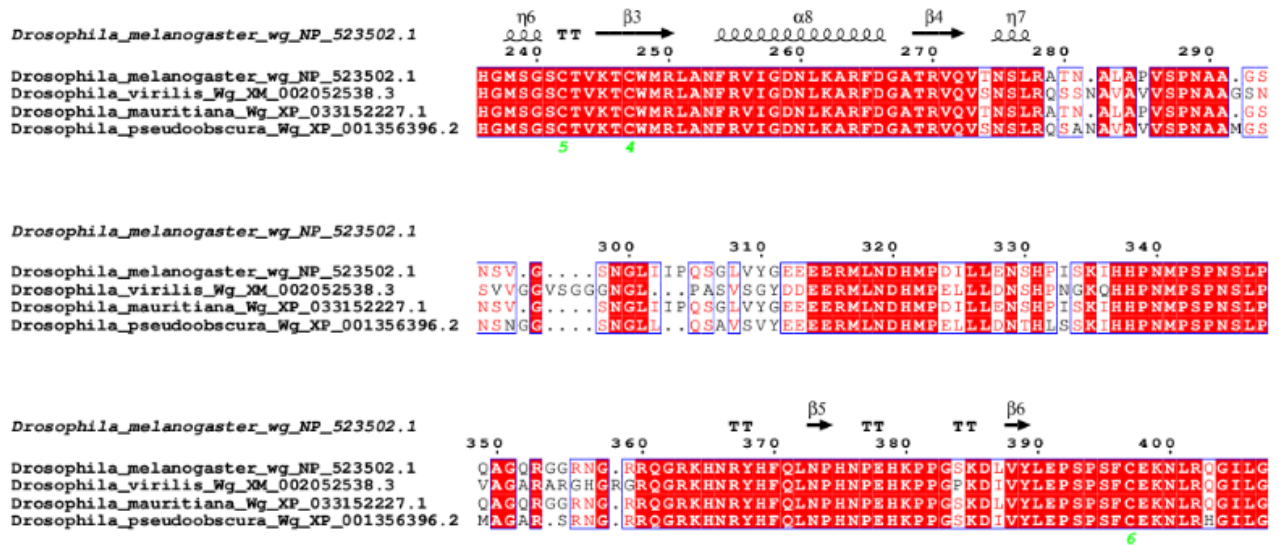 η6 β3 α8 β4 η7
Drosophila_melanogaster_wg_NP_523502.1 TT
240 250 260 270 280 290
Drosophila_melanogaster_wg_NP_523502.1 HGMSGSCTVKTCWMRLANFRVIGDNLKARFDGATRVQVTNSLRATN.ALAPVSPNAA.GS
Drosophila_virilis_Wg_XM_002052538.3 HGMSGSCTVKTCWMRLANFRVIGDNLKARFDGATRVQVSNSLRQSSNAVAVVSPNAAGSN
Drosophila_mauritiana_Wg_XP_033152227.1 HGMSGSCTVKTCWMRLANFRVIGDNLKARFDGATRVQVTNSLRATN.ALAPVSPNAA.GS
Drosophila_pseudoobscura_Wg_XP_001356396.2 HGMSGSCTVKTCWMRLANFRVIGDNLKARFDGATRVQVSNSLRQSANAVAVVSPNAAMGS
5 4
Drosophila_melanogaster_wg_NP_523502.1
300 310 320 330 340
Drosophila_melanogaster_wg_NP_523502.1 NSV.G....SNGLIIPQSGLVYGEEEERMLNDHMPDILLENSHPISKIHHPNMPSPNSLP
Drosophila_virilis_Wg_XM_002052538.3 SVVGGVSGGGNGL...PASVSGYDDEERMLNDHMPELLLDNSHPNGKQHHPNMPSPNSLP
Drosophila_mauritiana_Wg_XP_033152227.1 NSV.G....SNGLIIPQSGLVYGEEEERMLNDHMPDILLENSHPISKIHHPNMPSPNSLP
Drosophila_pseudoobscura_Wg_XP_001356396.2 NSNGG....SNGLL..QSAVSVYEEEERMLNDHMPELLLDNTHLSSKIHHPNMPSPNSLP
β5 β6
Drosophila_melanogaster_wg_NP_523502.1 TT TT TT
350 360 370 380 390 400
Drosophila_melanogaster_wg_NP_523502.1 QAGQRGGRNG.RRQGRKHNRYHFQLNPHNPEHKPPGSKDLVYLEPSPSFCEKNLRQGILG
Drosophila_virilis_Wg_XM_002052538.3 VAGARARGHGRGRQGRKHNRYHFQLNPHNPEHKPPGPKDIVYLEPSPSFCEKNLRQGILG
Drosophila_mauritiana_Wg_XP_033152227.1 QAGQRGGRNG.RRQGRKHNRYHFQLNPHNPEHKPPGSKDLVYLEPSPSFCEKNLRQGILG
Drosophila_pseudoobscura_Wg_XP_001356396.2 MAGAR.SRNG.RRQGRKHNRYHFQLNPHNPEHKPPGSKDIVYLEPSPSFCEKNLRHGILG
6